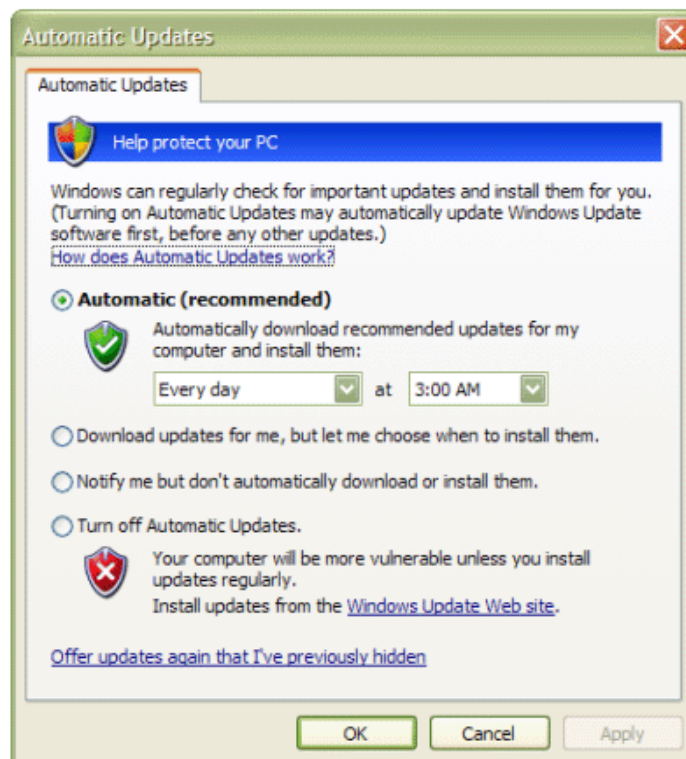 Automatic Updates
Automatic Updates
Help protect your PC
Windows can regularly check for important updates and install them for you.
(Turning on Automatic Updates may automatically update Windows Update
software first, before any other updates.)
How does Automatic Updates work?
Automatic (recommended)
Automatically download recommended updates for my
computer and install them:
Every day at 3:00 AM
Download updates for me, but let me choose when to install them.
Notify me but don't automatically download or install them.
Turn off Automatic Updates.
Your computer will be more vulnerable unless you install
updates regularly.
Install updates from the Windows Update Web site.
Offer updates again that I've previously hidden
OK Cancel Apply